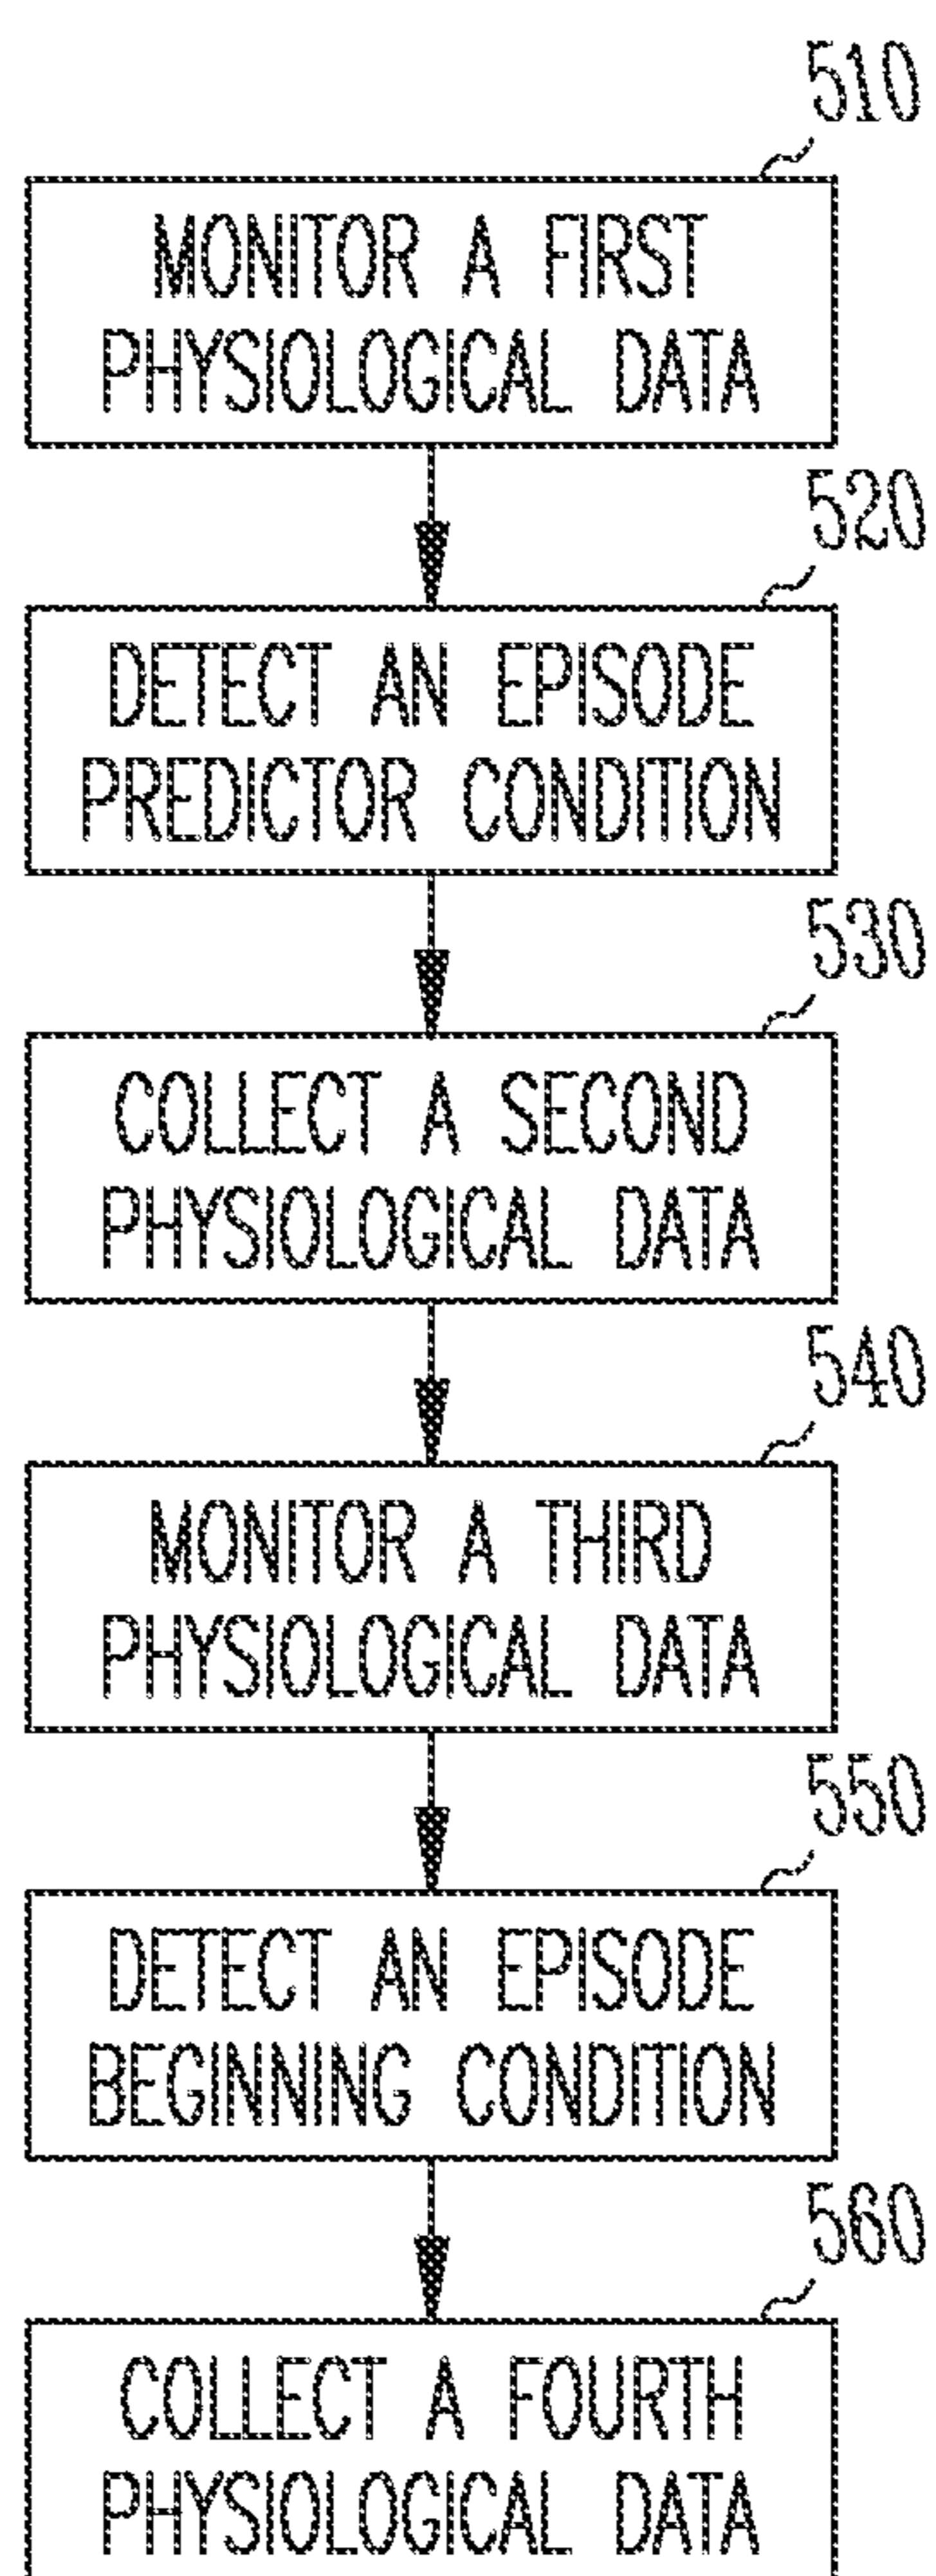 510
MONITOR A FIRST
PHYSIOLOGICAL DATA
520
DETECT AN EPISODE
PREDICTOR CONDITION
530
COLLECT A SECOND
PHYSIOLOGICAL DATA
540
MONITOR A THIRD
PHYSIOLOGICAL DATA
550
DETECT AN EPISODE
BEGINNING CONDITION
560
COLLECT A FOURTH
PHYSIOLOGICAL DATA